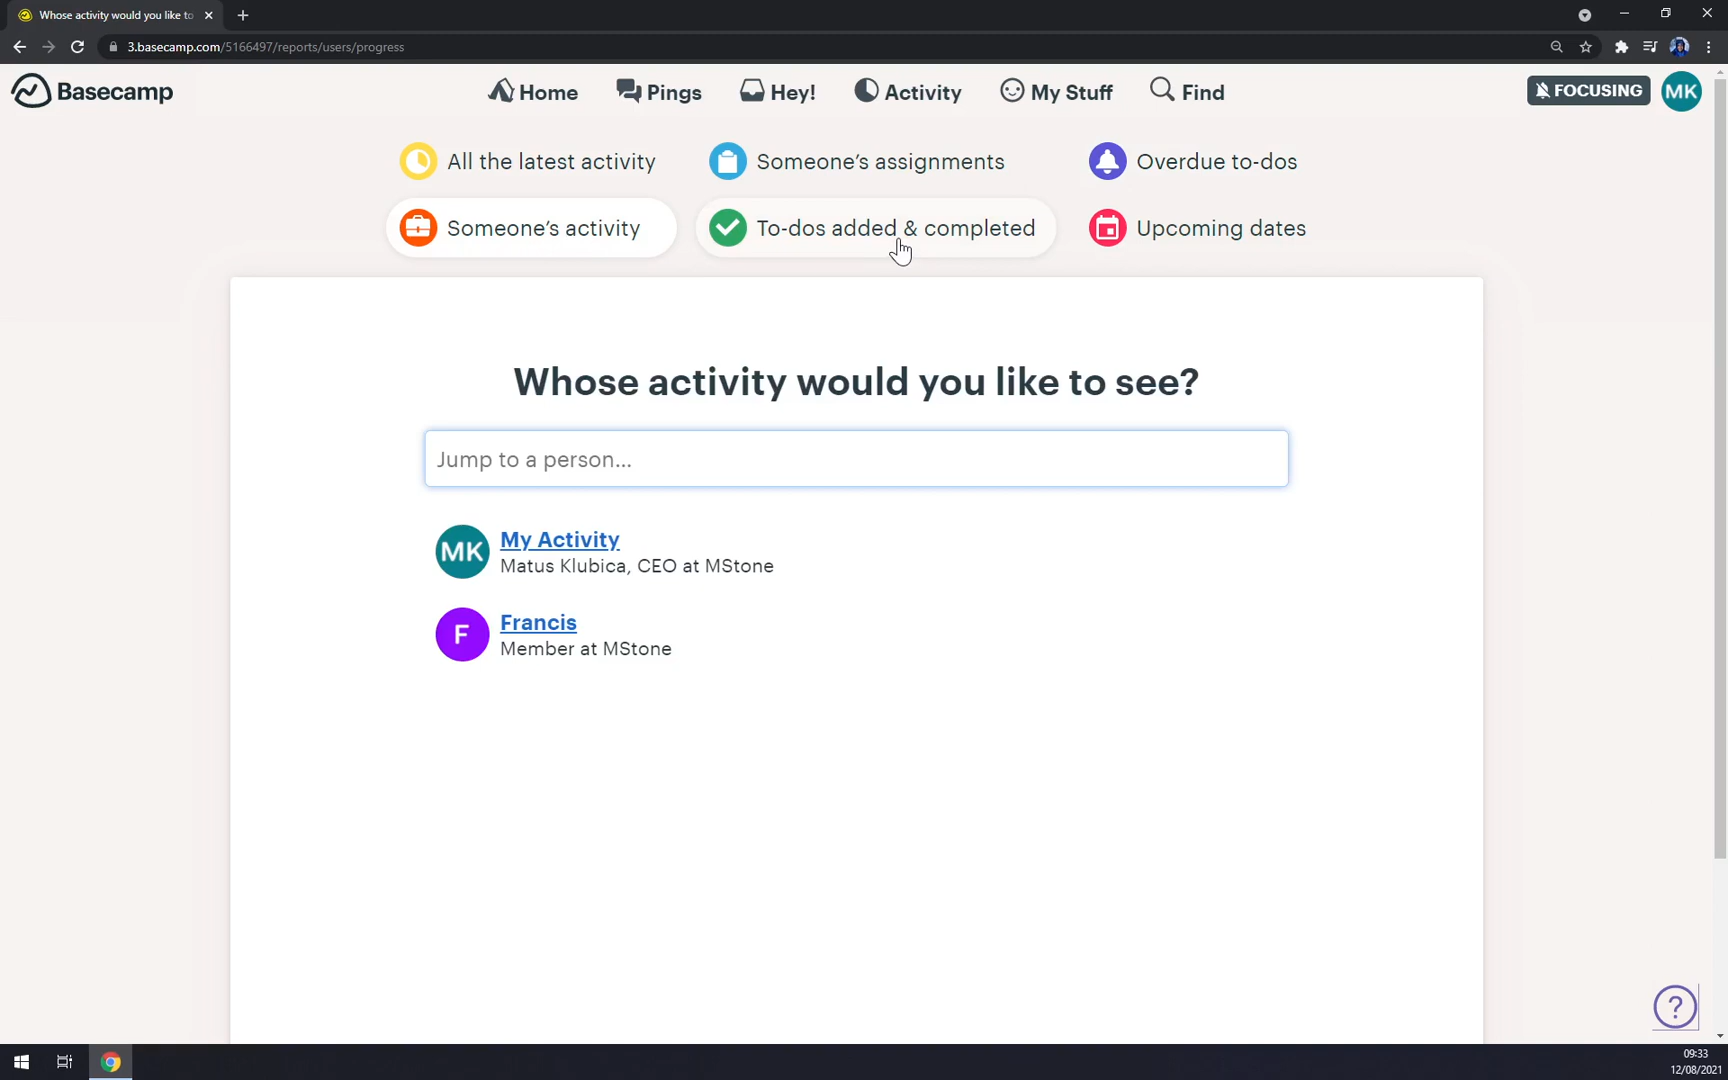 Whose activity would you like to
3.basecamp.com/5166497/reports/users/progress
Basecamp
Home
Pings
Hey!
Activity
My Stuff
Find
FOCUSING
MK
All the latest activity
Someone's assignments
Overdue to-dos
Someone's activity
To-dos added & completed
Upcoming dates
Whose activity would you like to see?
Jump to a person...
MK
My Activity
Matus Klubica, CEO at MStone
F
Francis
Member at MStone
?
09:33
12/08/2021